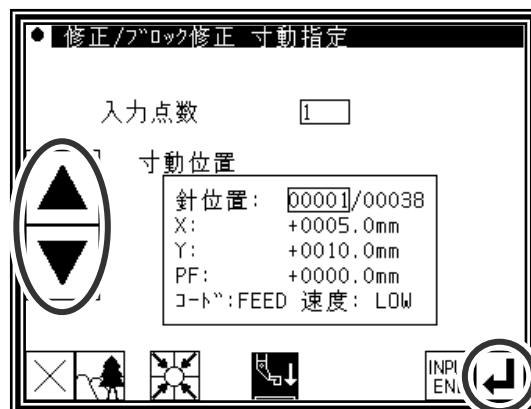 修正/ブロック修正 寸動指定
入力点数 1
寸動位置
針位置: 00001/00038
X: +0005.0mm
Y: +0010.0mm
PF: +0000.0mm
コード:FEED 速度: LOW